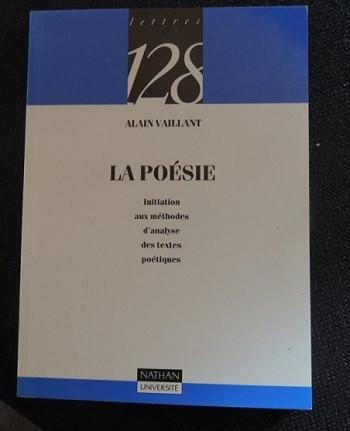 lettres
128
ALAIN VAILLANT
LA POÉSIE
Initiation
aux méthodes
d'analyse
des textes
poétiques
NATHAN
UNIVERSITÉ